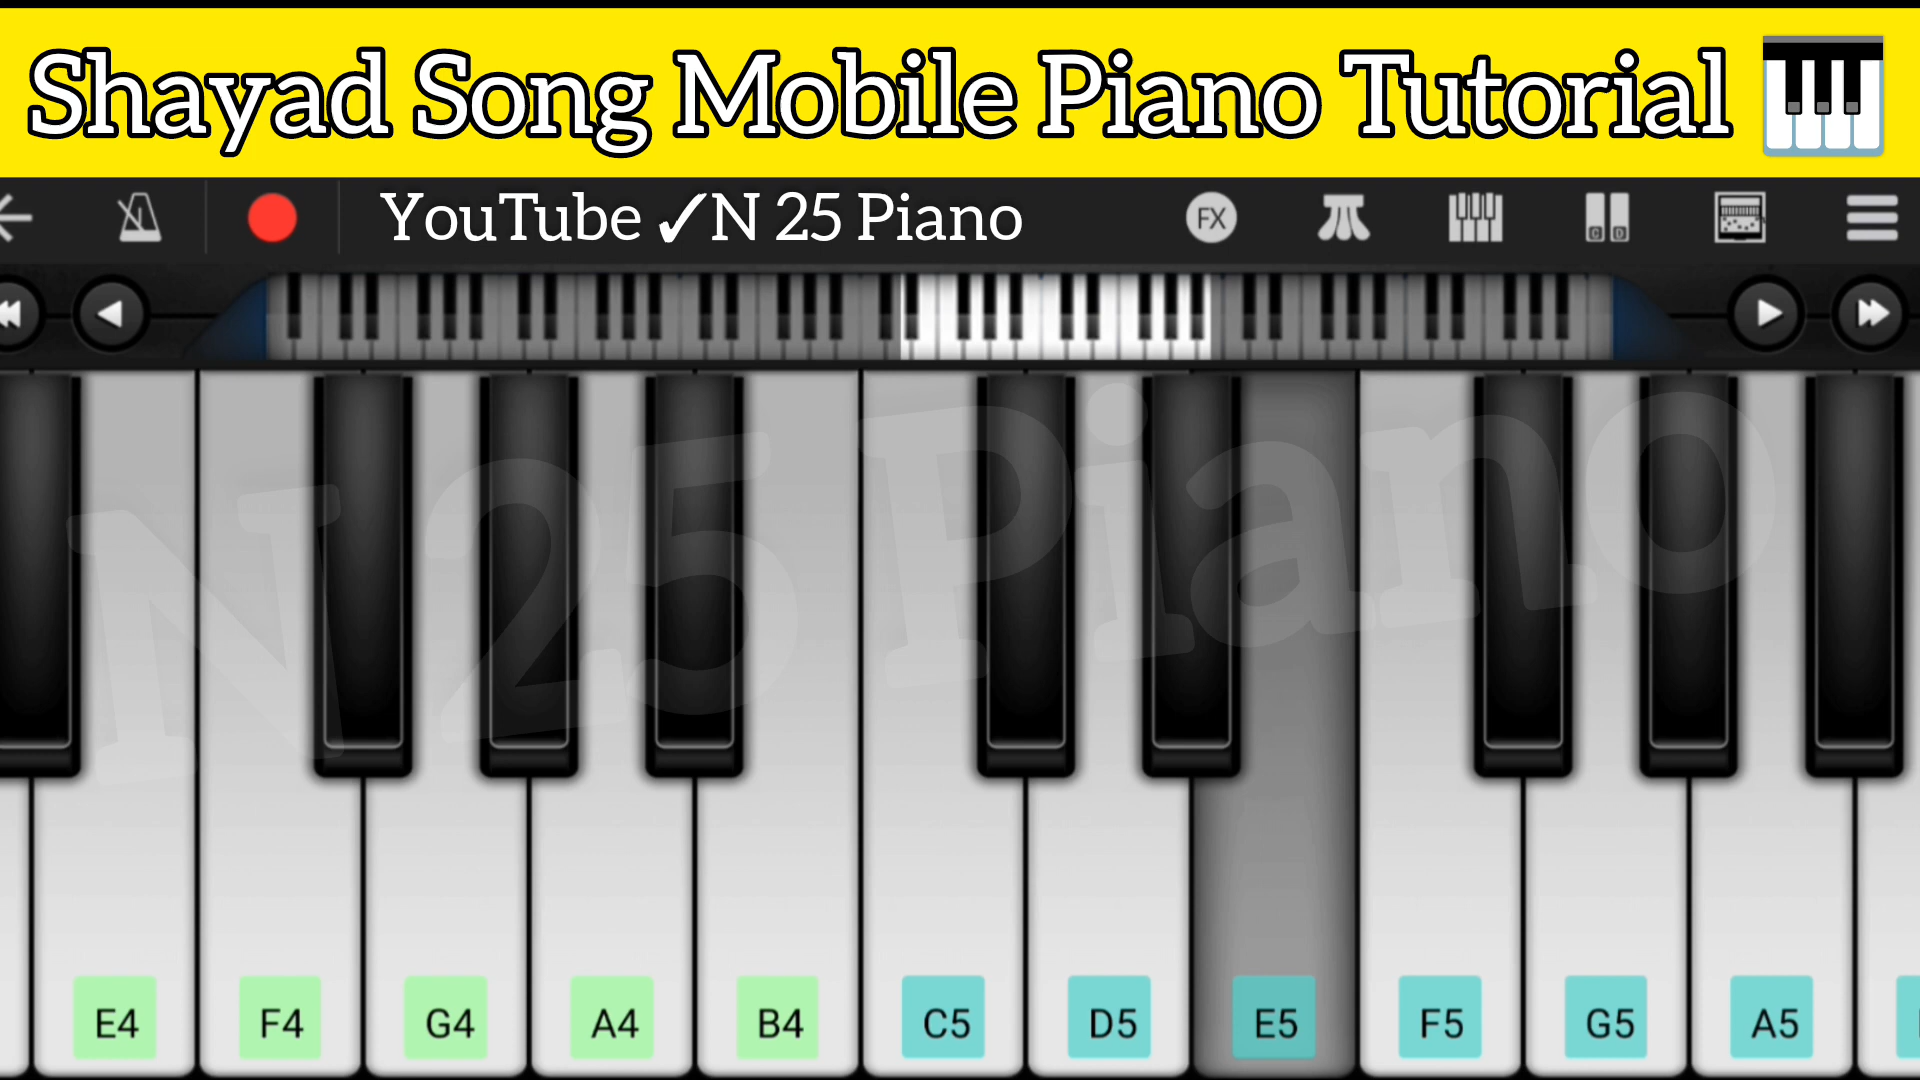 Shayad Song Mobile Piano Tutorial
YouTube ✓N 25 Piano
FX
C D
N 25 Piano
E4 F4 G4 A4 B4 C5 D5 E5 F5 G5 A5